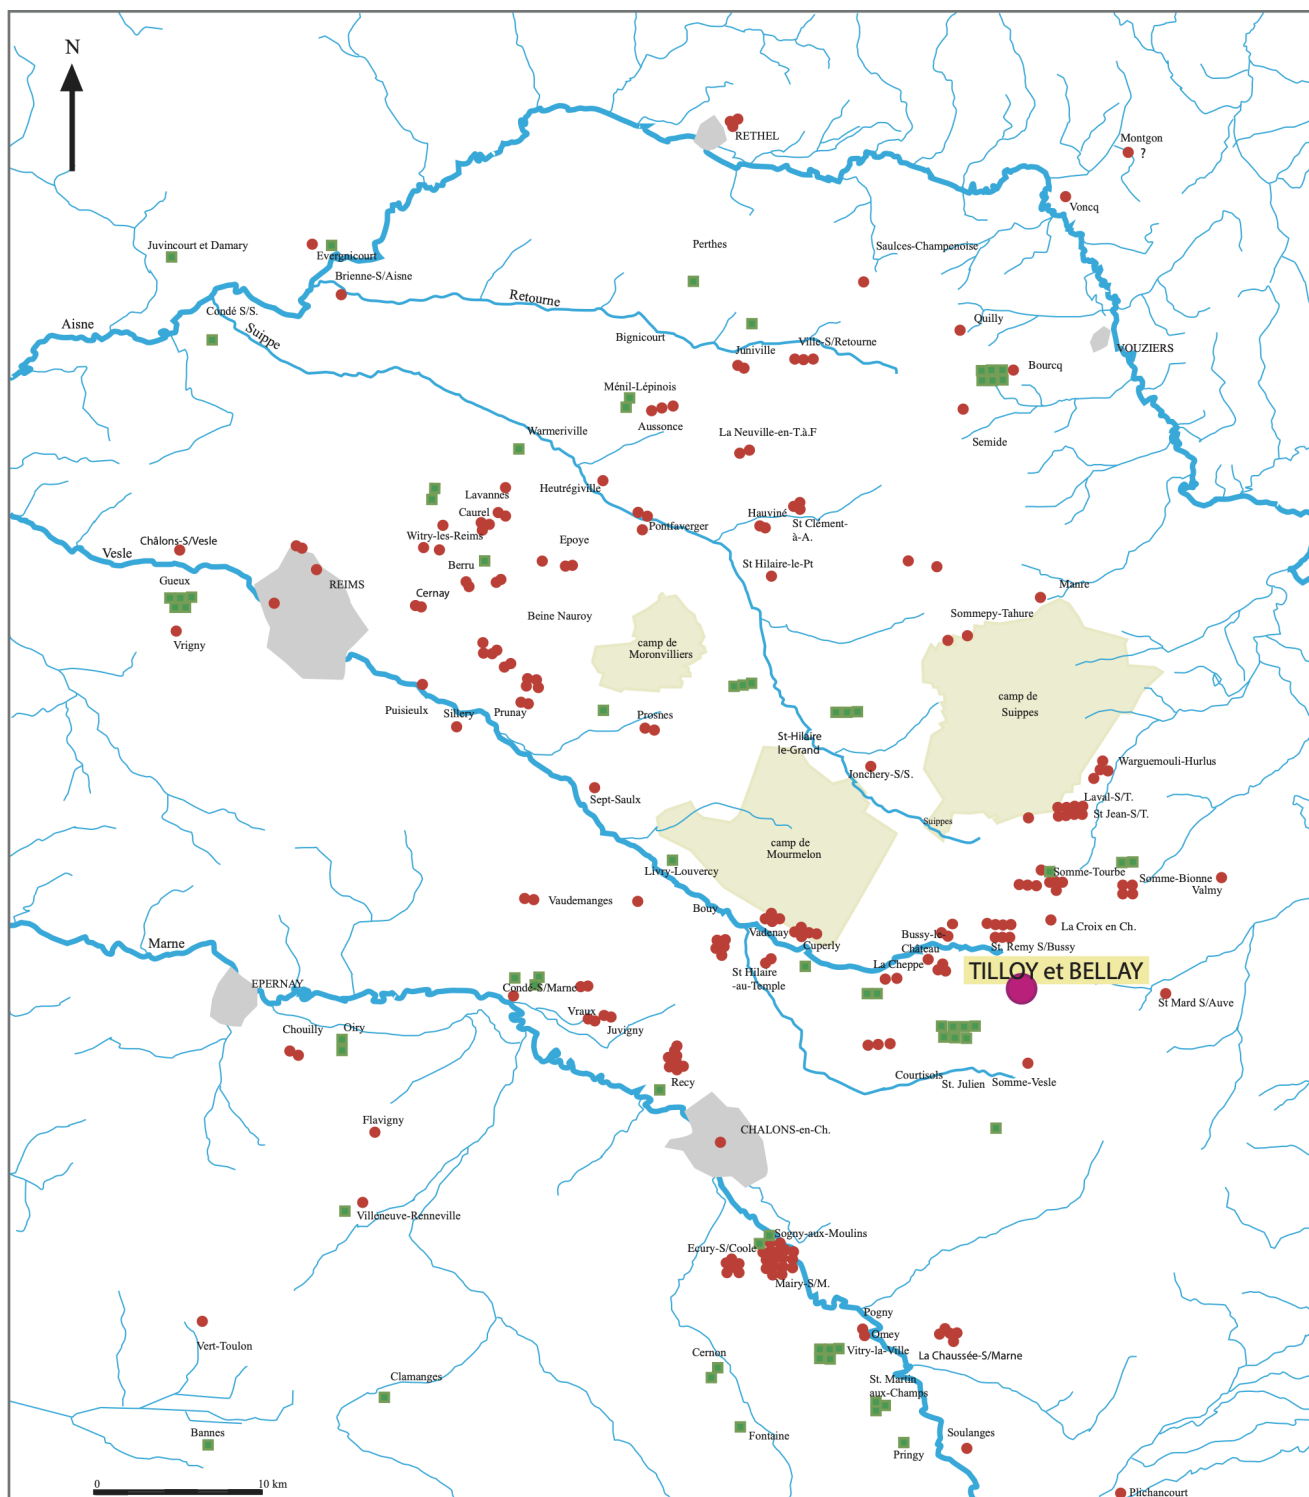 N
RETHEL
Montgon
?
Voncq
Juvincourt et Damary
Evergnicourt
Perthes
Saulces-Champenoise
Brienne-S/Aisne
Retourne
Condé S/S.
Aisne
Suippe
Bignicourt
Quilly
Juniville
Ville-S/Retourne
VOUZIERS
Bourcq
Ménil-Lépinois
Aussonce
La Neuville-en-T.à.F
Semide
Warmeriville
Lavannes
Heutrégiville
Caurel
Hauviné
St Clément-
à-A.
Pontfaverger
Witry-les-Reims
Epoye
Vesle
Châlons-S/Vesle
Berru
St Hilaire-le-Pt
Gueux
REIMS
Cernay
Manre
Beine Nauroy
Sommepy-Tahure
Vrigny
camp de
Moronvilliers
camp de
Suippes
Puisieulx
Sillery
Prunay
Prosnes
St-Hilaire
le-Grand
Jonchery-S/S.
Warguemouli-Hurlus
Sept-Saulx
Laval-S/T.
St Jean-S/T.
Suippes
camp de
Mourmelon
Livry-Louvercy
Somme-Tourbe
Somme-Bionne
Valmy
Vaudemanges
Bouy
Vadenay
La Croix en Ch.
Bussy-le-
Château
St. Remy S/Bussy
Cuperly
Marne
La Cheppe
St Hilaire
-au-Temple
TILLOY et BELLAY
EPERNAY
Condé-S/Marne
St Mard S/Auve
Vraux
Juvigny
Chouilly
Oiry
Recy
Courtisols
St. Julien
Somme-Vesle
Flavigny
CHALONS-en-Ch.
Villeneuve-Renneville
Sogny-aux-Moulins
Ecury-S/Coole
Mairy-S/M.
Pogny
Omey
Vert-Toulon
Vitry-la-Ville
La Chaussée-S/Marne
Cernon
Clamanges
St. Martin
aux-Champs
Bannes
Fontaine
Soulanges
Pringy
0 10 km
Plichancourt